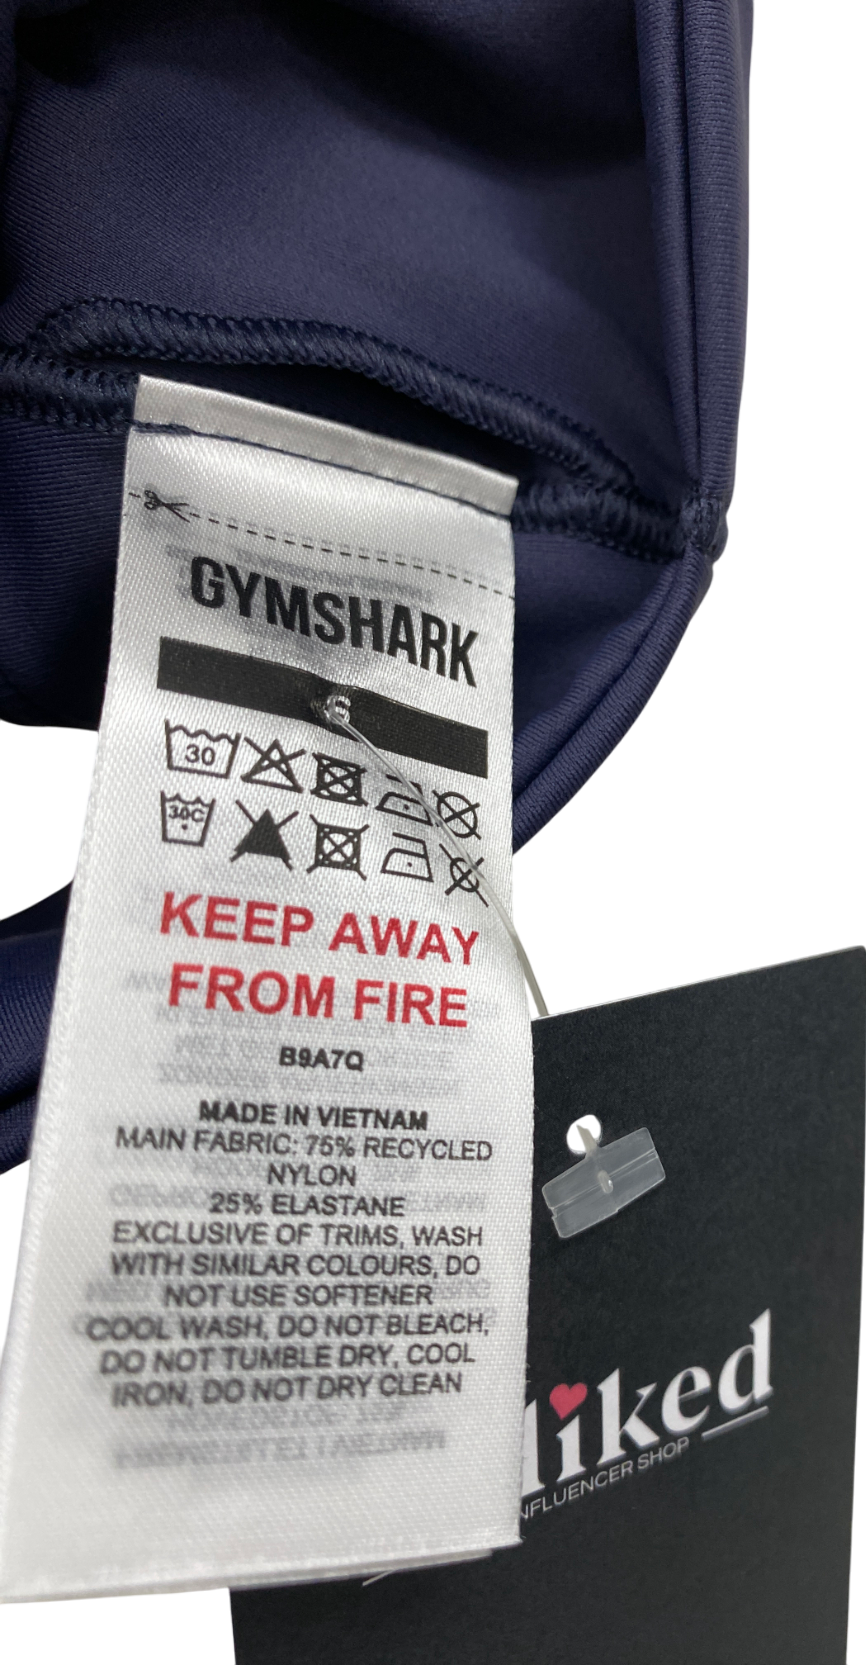 GYMSHARK
S
30
30C
KEEP AWAY
FROM FIRE
B9A7Q
MADE IN VIETNAM
MAIN FABRIC: 75% RECYCLED
NYLON
25% ELASTANE
EXCLUSIVE OF TRIMS, WASH
WITH SIMILAR COLOURS, DO
NOT USE SOFTENER
COOL WASH, DO NOT BLEACH,
DO NOT TUMBLE DRY, COOL
IRON, DO NOT DRY CLEAN
liked
INFLUENCER SHOP